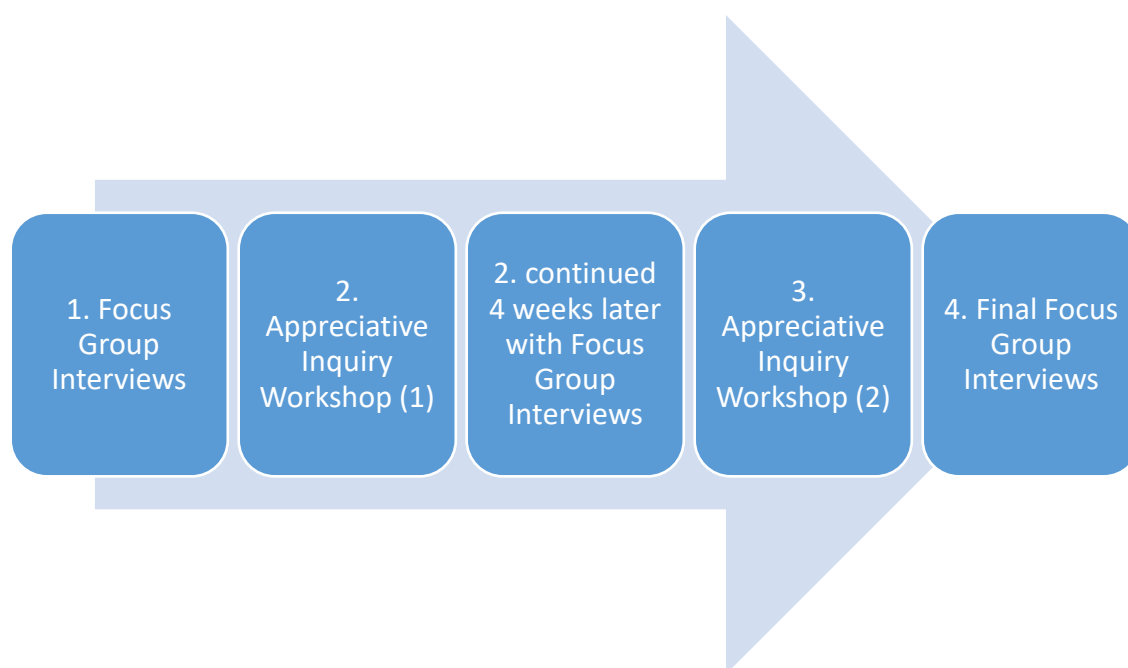 1. Focus
Group
Interviews
2.
Appreciative
Inquiry
Workshop (1)
2. continued
4 weeks later
with Focus
Group
Interviews
3.
Appreciative
Inquiry
Workshop (2)
4. Final Focus
Group
Interviews